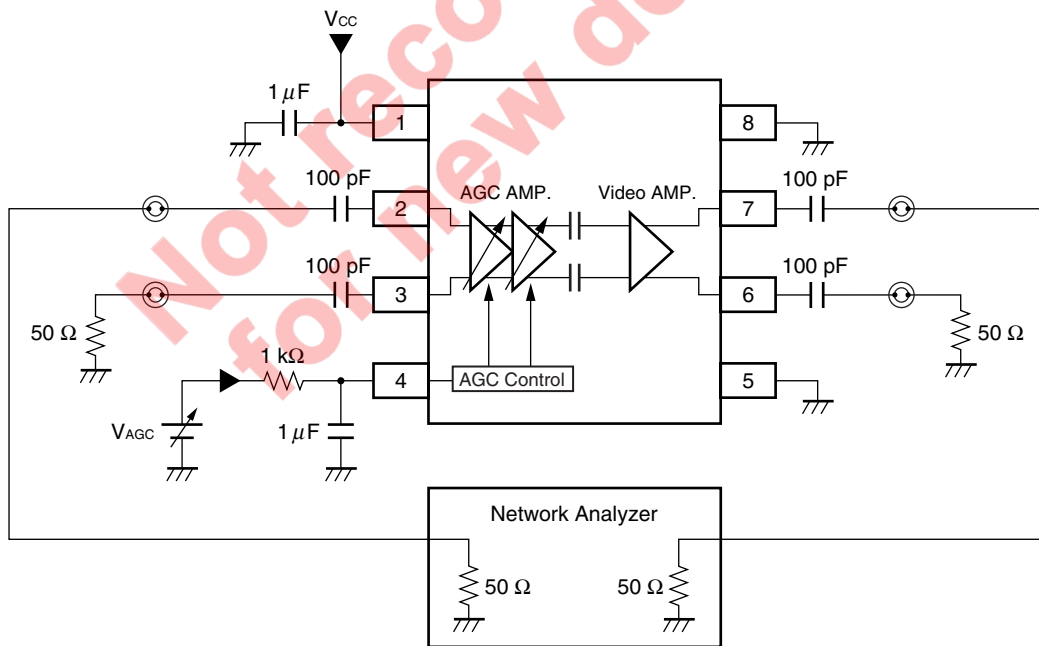 Not reco
for new de
VCC
1 μF
1
8
100 pF
AGC AMP.
Video AMP.
100 pF
2
7
100 pF
100 pF
3
6
50 Ω
50 Ω
1 kΩ
4
AGC Control
5
VAGC
1 μF
Network Analyzer
50 Ω
50 Ω